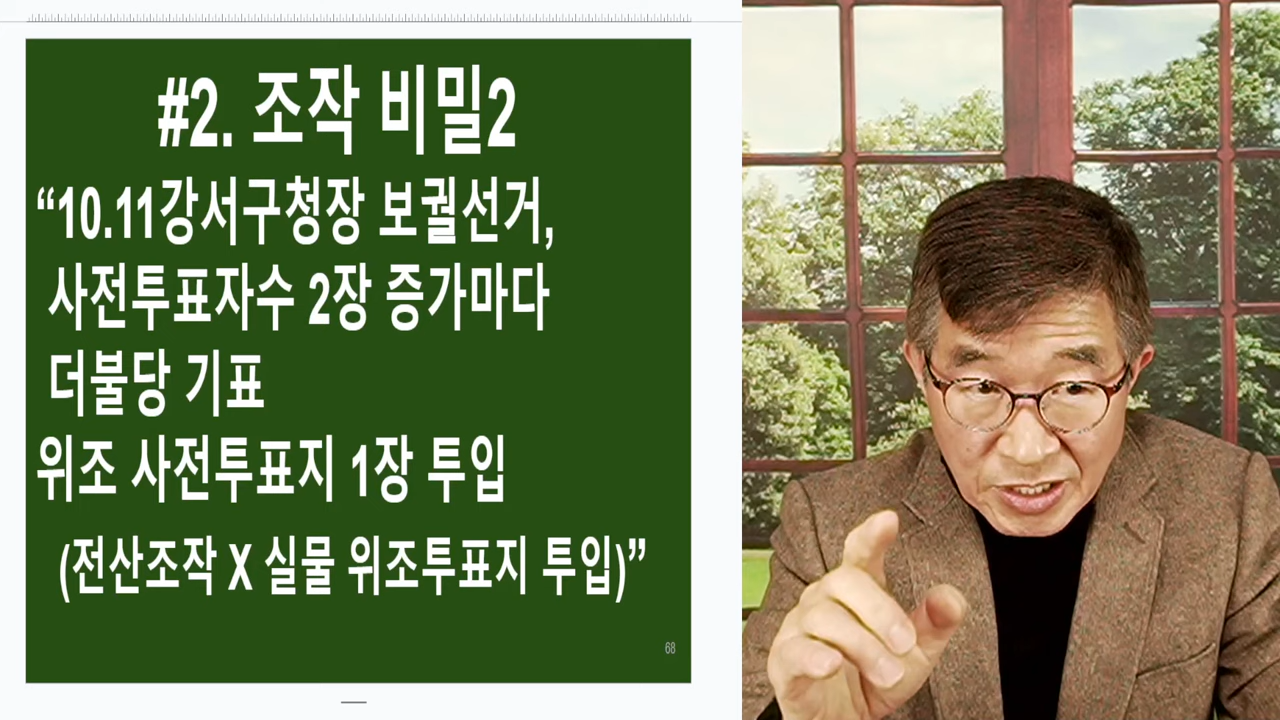 #2. 조작 비밀2
“10.11강서구청장 보궐선거,
사전투표자수 2장 증가마다
더불당 기표
위조 사전투표지 1장 투입
(전산조작 X 실물 위조투표지 투입)”
68